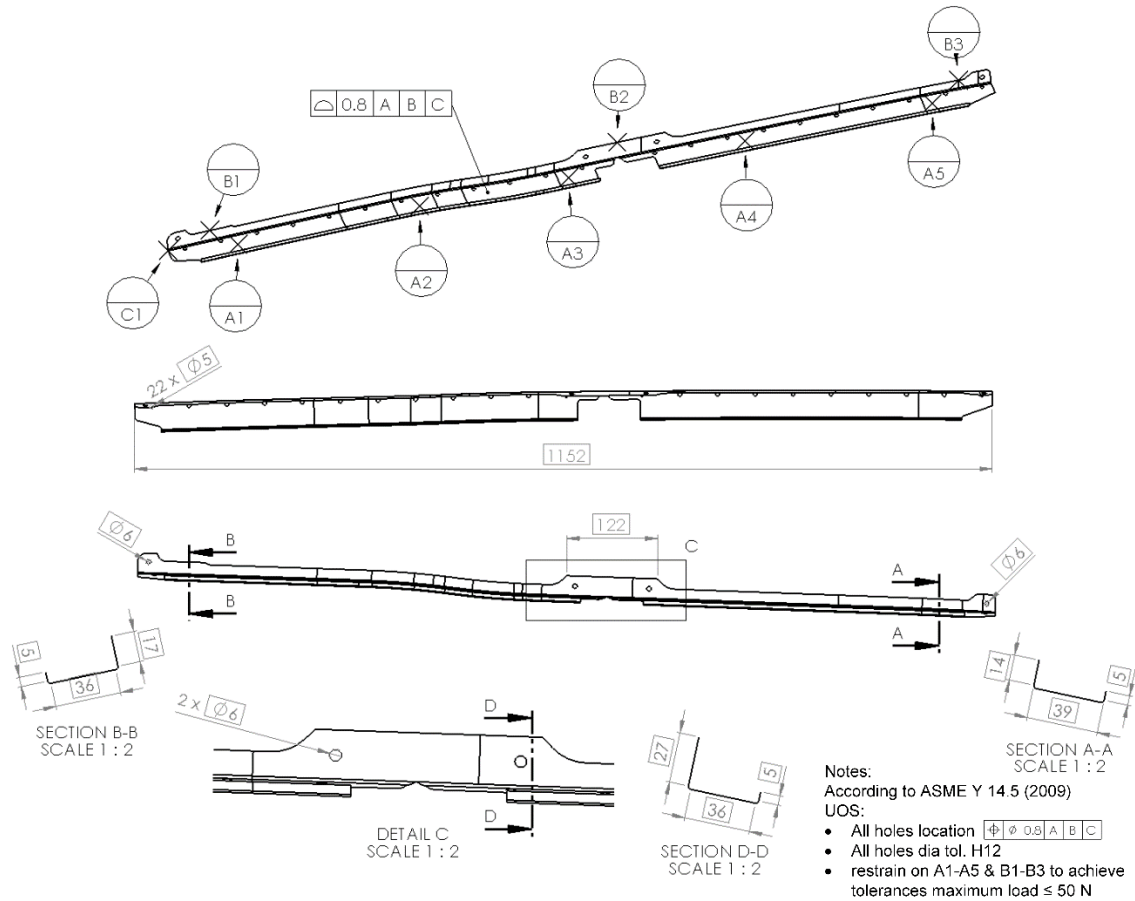 B3
B2
⌓ 0.8 A B C
B1
A5
A4
A3
A2
A1
C1
22 x Ø5
1152
Ø6
B
122
C
A
Ø6
B
A
5
17
36
SECTION B-B
SCALE 1 : 2
14
5
39
SECTION A-A
SCALE 1 : 2
2 x Ø6
D
D
DETAIL C
SCALE 1 : 2
27
5
36
SECTION D-D
SCALE 1 : 2
Notes:
According to ASME Y 14.5 (2009)
UOS:
• All holes location ⌖ ø 0.8 A B C
• All holes dia tol. H12
• restrain on A1-A5 & B1-B3 to achieve
tolerances maximum load ≤ 50 N